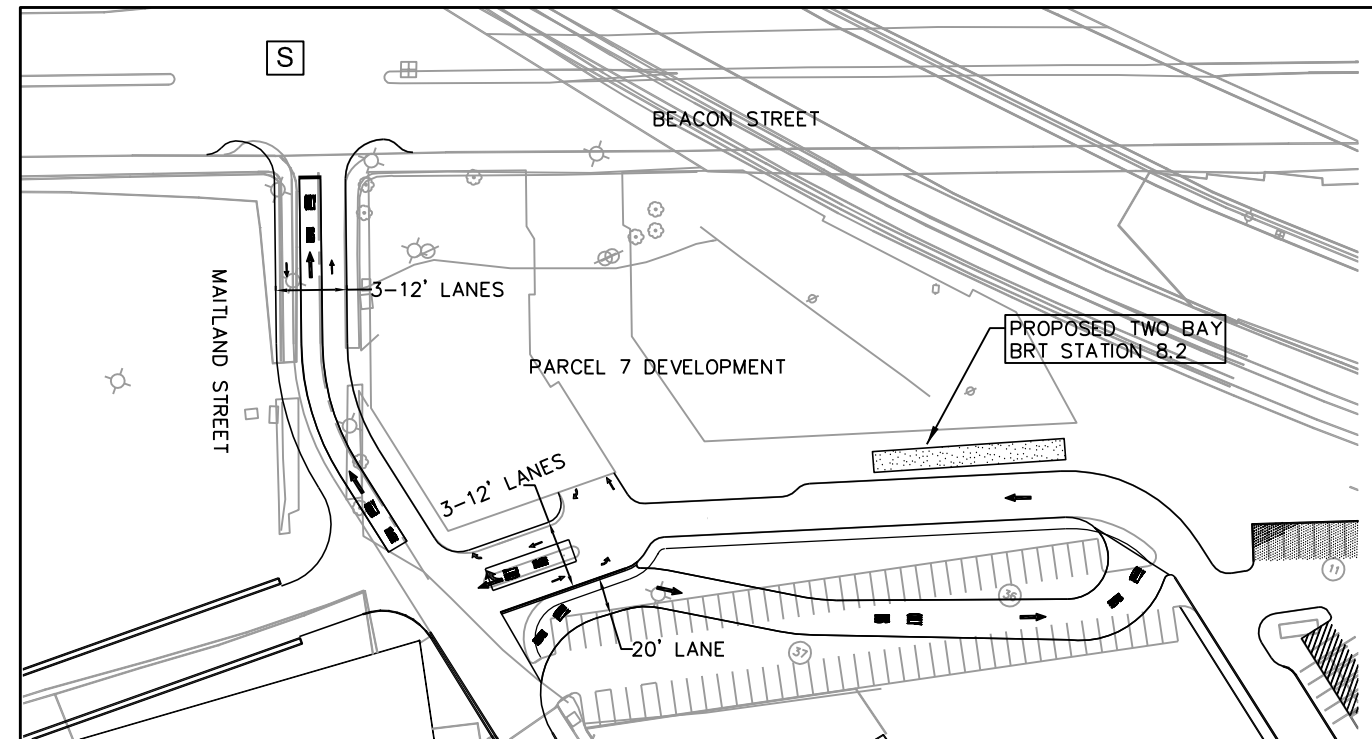 S
BEACON STREET
3-12' LANES
MAITLAND STREET
PROPOSED TWO BAY
BRT STATION 8.2
PARCEL 7 DEVELOPMENT
3-12' LANES
11
36
20' LANE
37